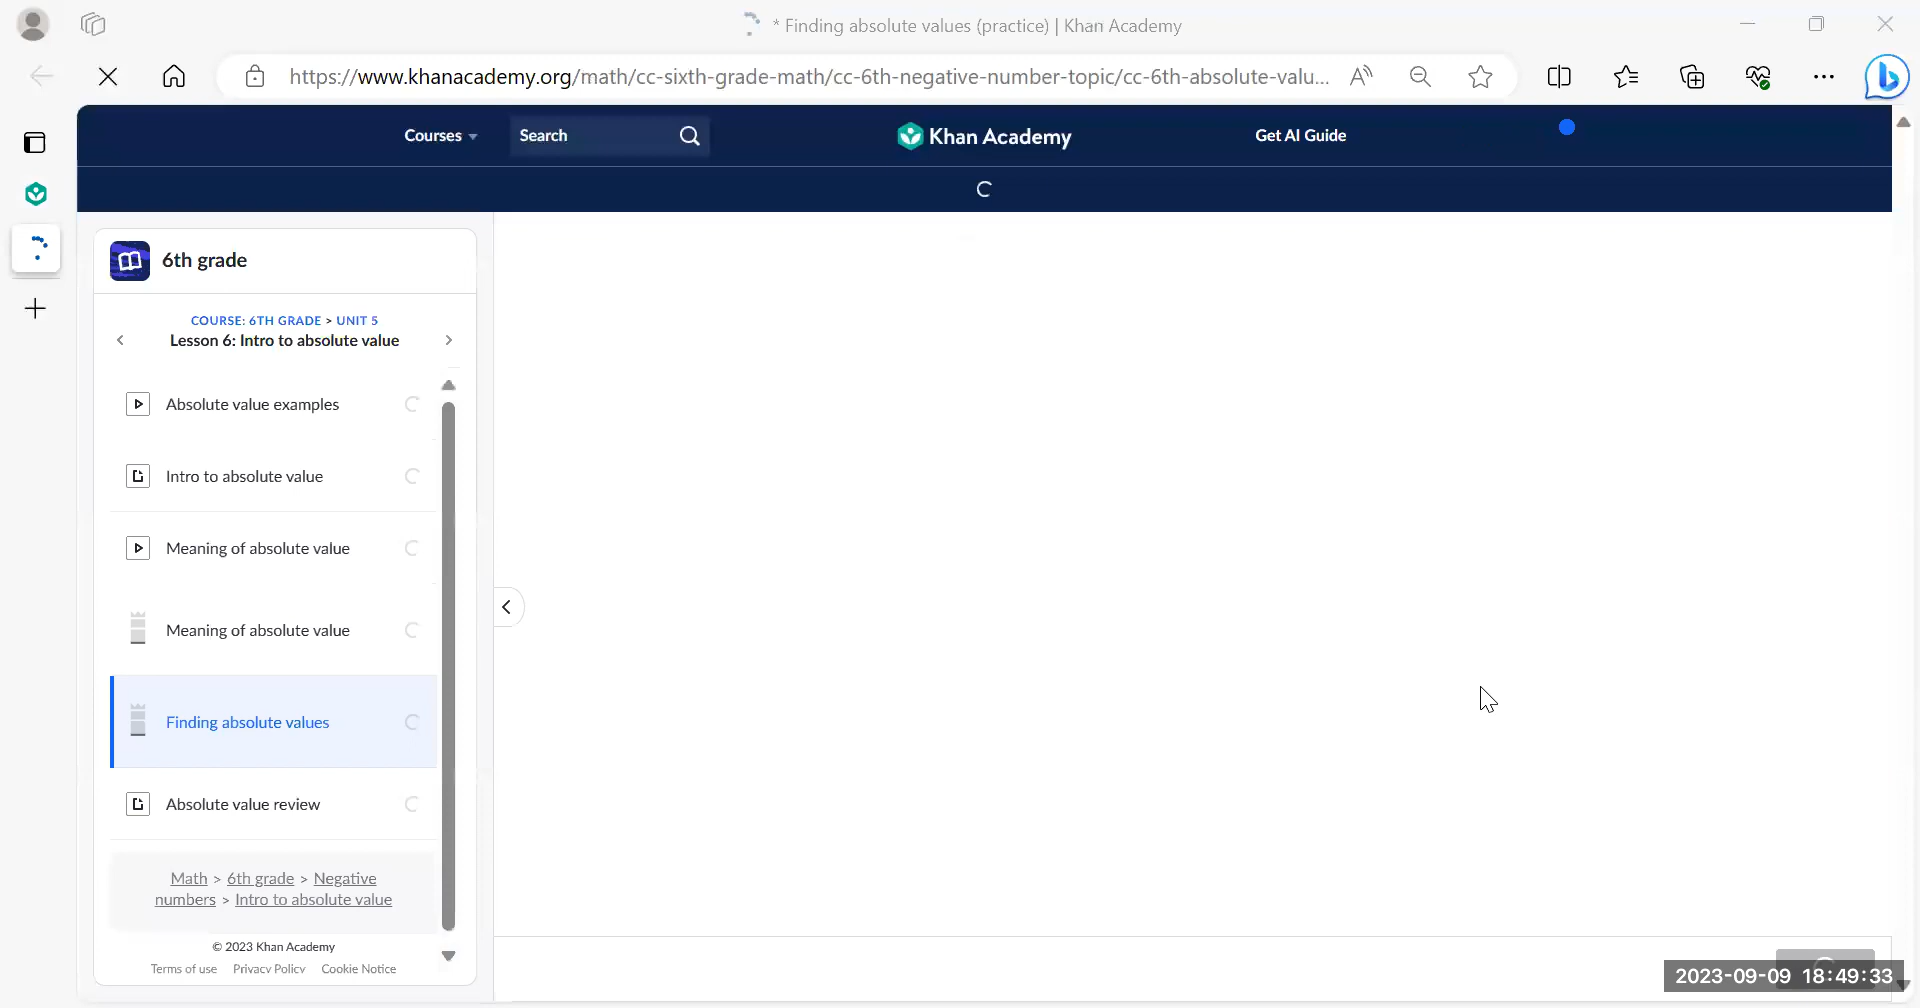 * Finding absolute values (practice) | Khan Academy
https://www.khanacademy.org/math/cc-sixth-grade-math/cc-6th-negative-number-topic/cc-6th-absolute-valu...
Courses
Search
Khan Academy
Get AI Guide
6th grade
COURSE: 6TH GRADE > UNIT 5
Lesson 6: Intro to absolute value
Absolute value examples
Intro to absolute value
Meaning of absolute value
Meaning of absolute value
Finding absolute values
Absolute value review
Math > 6th grade > Negative
numbers > Intro to absolute value
© 2023 Khan Academy
Terms of use Privacy Policy Cookie Notice
2023-09-09 18:49:33